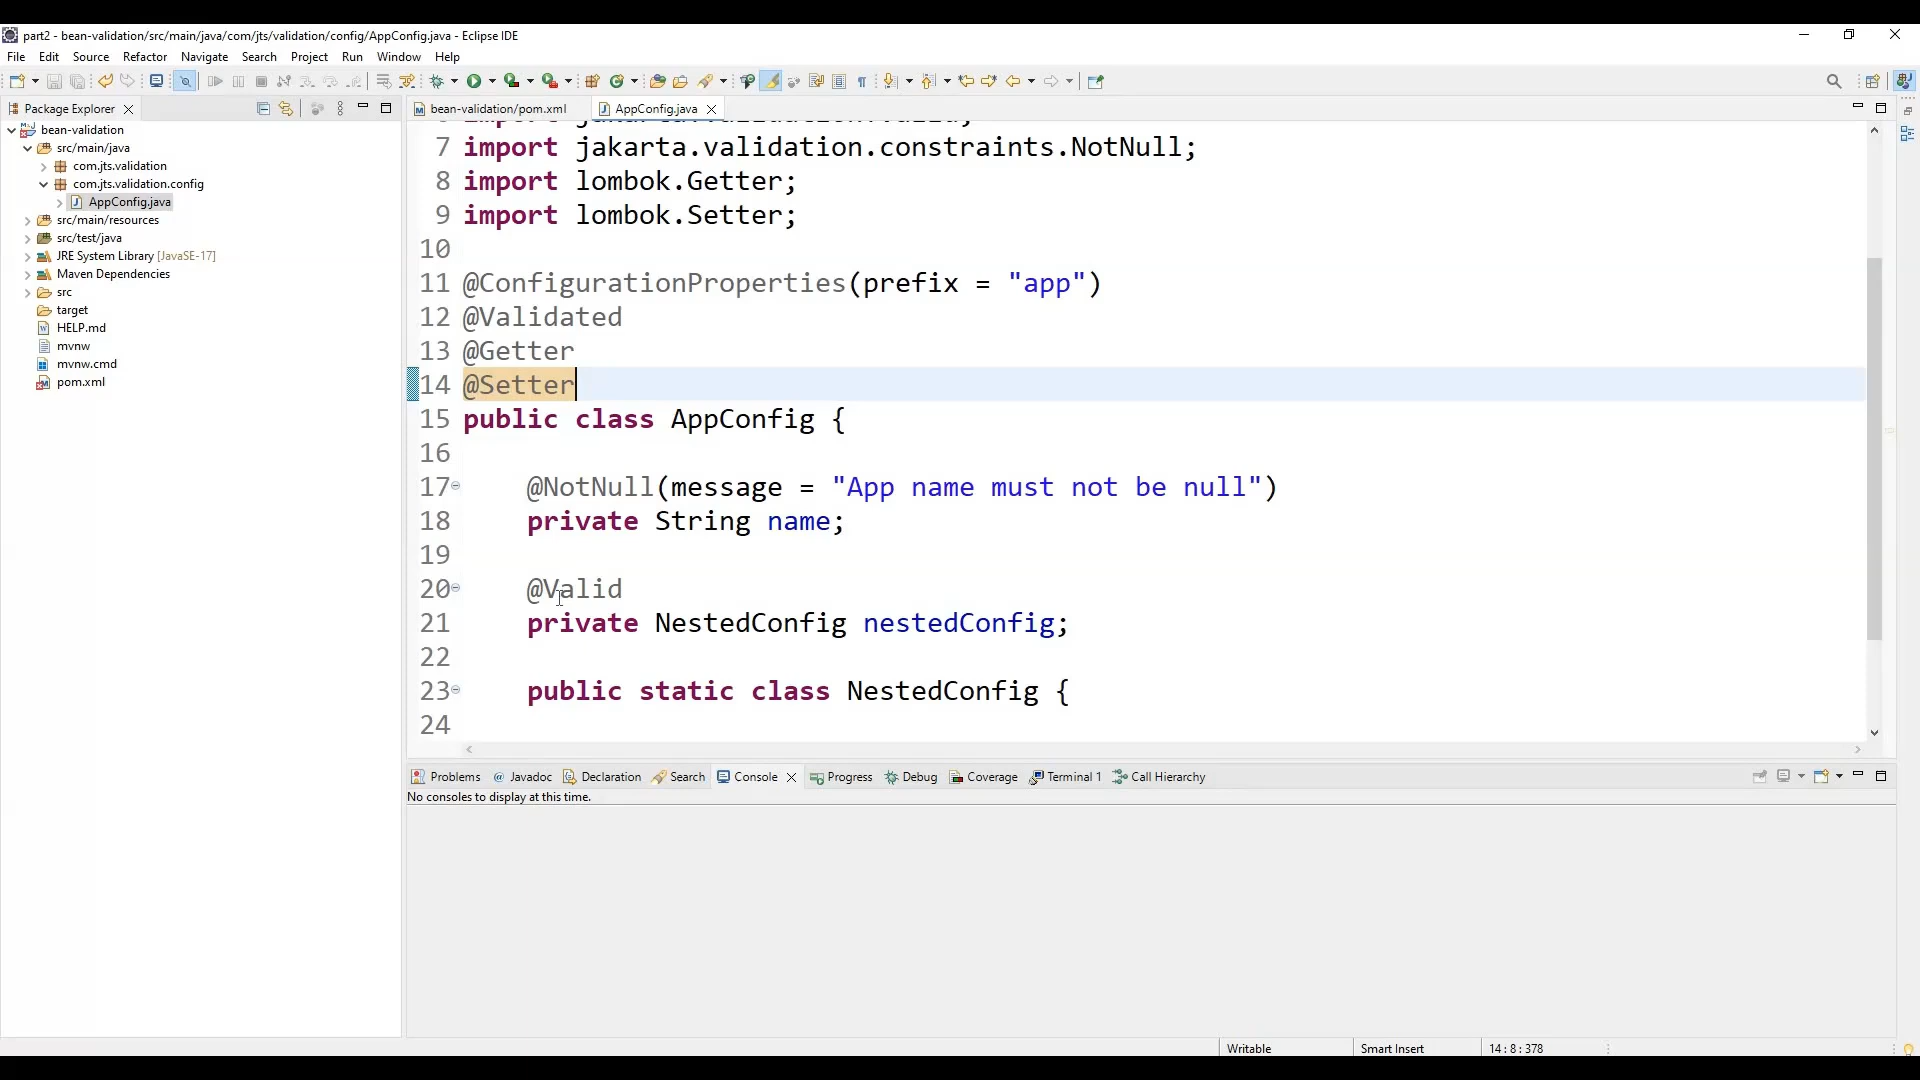 part2 - bean-validation/src/main/java/com/jts/validation/config/AppConfig.java - Eclipse IDE
File Edit Source Refactor Navigate Search Project Run Window Help
Package Explorer
bean-validation
src/main/java
com.jts.validation
com.jts.validation.config
AppConfig.java
src/main/resources
src/test/java
JRE System Library [JavaSE-17]
Maven Dependencies
src
target
HELP.md
mvnw
mvnw.cmd
pom.xml
bean-validation/pom.xml AppConfig.java
7 import jakarta.validation.constraints.NotNull;
8 import lombok.Getter;
9 import lombok.Setter;
10
11 @ConfigurationProperties(prefix = "app")
12 @Validated
13 @Getter
14 @Setter
15 public class AppConfig {
16
17 @NotNull(message = "App name must not be null")
18 private String name;
19
20 @Valid
21 private NestedConfig nestedConfig;
22
23 public static class NestedConfig {
24
Problems Javadoc Declaration Search Console Progress Debug Coverage Terminal 1 Call Hierarchy
No consoles to display at this time.
Writable Smart Insert 14 : 8 : 378